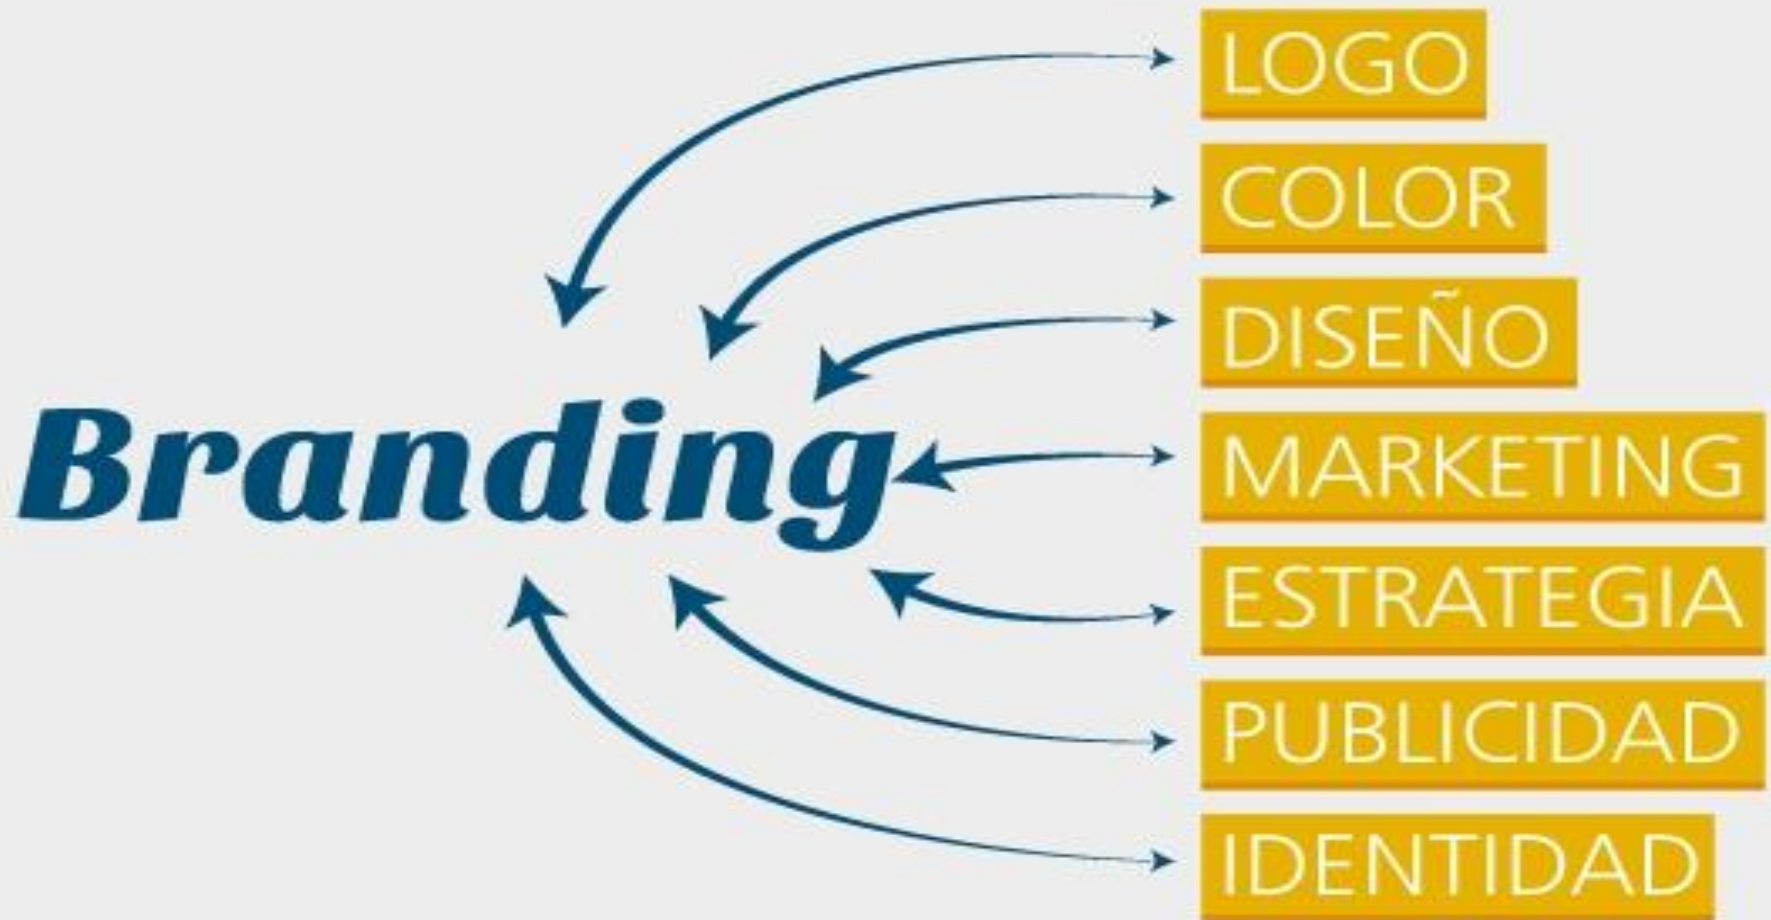 Branding
LOGO
COLOR
DISEÑO
MARKETING
ESTRATEGIA
PUBLICIDAD
IDENTIDAD